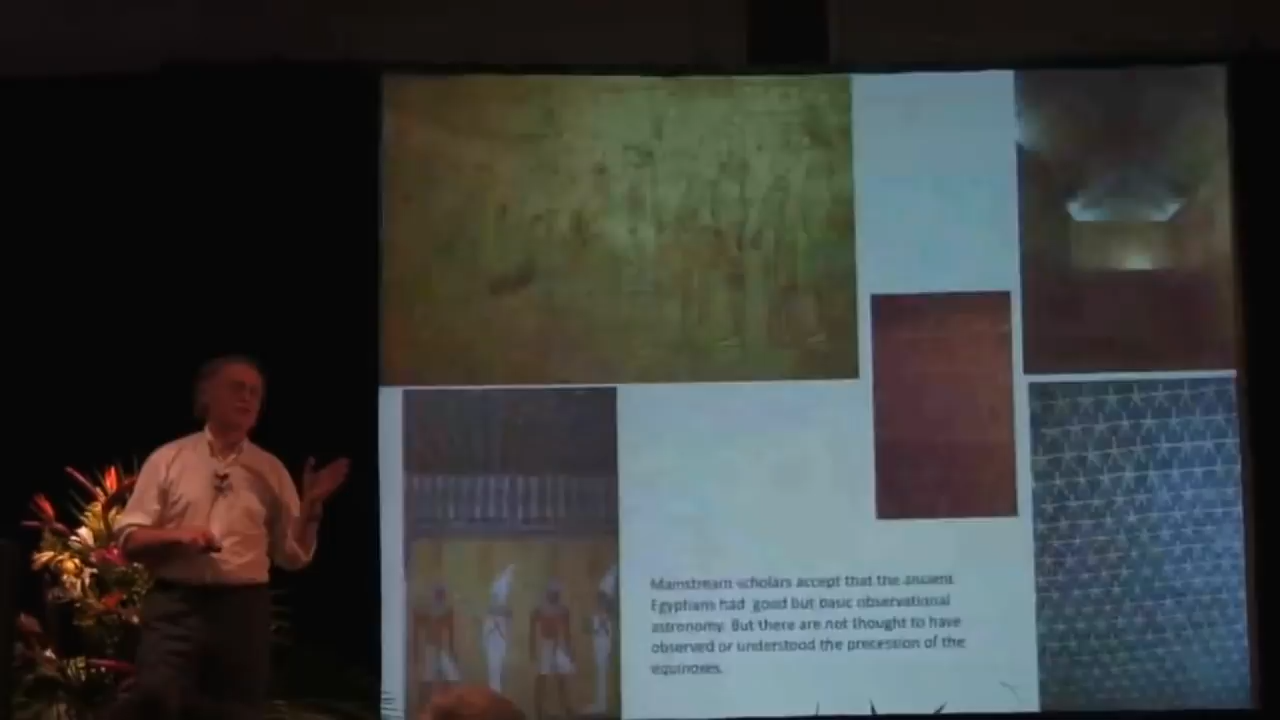 Mainstream scholars accept that the ancient
Egyptians had good but basic observational
astronomy. But there are not thought to have
observed or understood the precession of the
equinoxes.